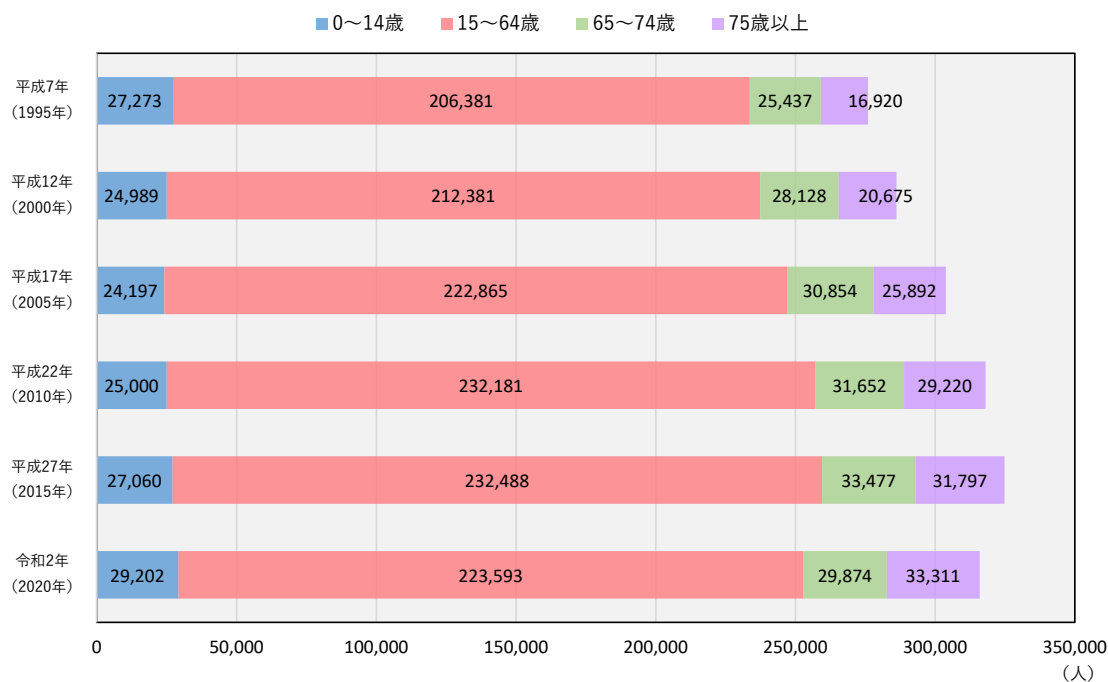 0～14歳 15～64歳 65～74歳 75歳以上
平成7年
（1995年）
27,273 206,381 25,437 16,920
平成12年
（2000年）
24,989 212,381 28,128 20,675
平成17年
（2005年）
24,197 222,865 30,854 25,892
平成22年
（2010年）
25,000 232,181 31,652 29,220
平成27年
（2015年）
27,060 232,488 33,477 31,797
令和2年
（2020年）
29,202 223,593 29,874 33,311
0 50,000 100,000 150,000 200,000 250,000 300,000 350,000
（人）